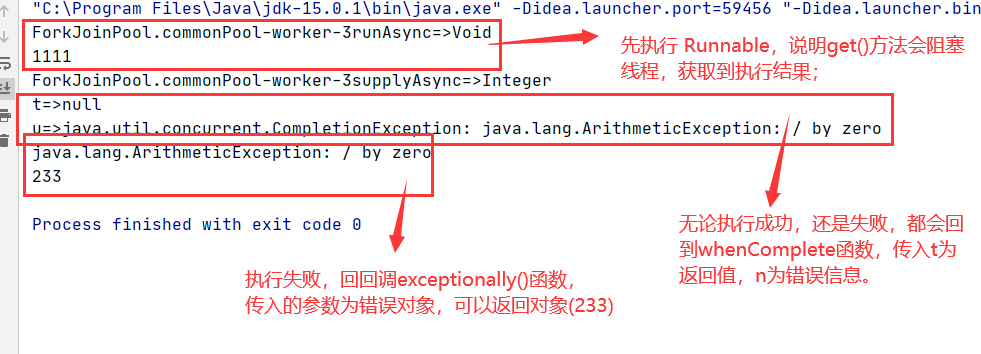 "C:\Program Files\Java\jdk-15.0.1\bin\java.exe" -Didea.launcher.port=59456 "-Didea.launcher.bin
ForkJoinPool.commonPool-worker-3runAsync=>Void
1111
先执行 Runnable，说明get()方法会阻塞
线程，获取到执行结果；
ForkJoinPool.commonPool-worker-3supplyAsync=>Integer
t=>null
u=>java.util.concurrent.CompletionException: java.lang.ArithmeticException: / by zero
java.lang.ArithmeticException: / by zero
233
无论执行成功，还是失败，都会回
到whenComplete函数，传入t为
返回值，n为错误信息。
Process finished with exit code 0
执行失败，回回调exceptionally()函数，
传入的参数为错误对象，可以返回对象(233)